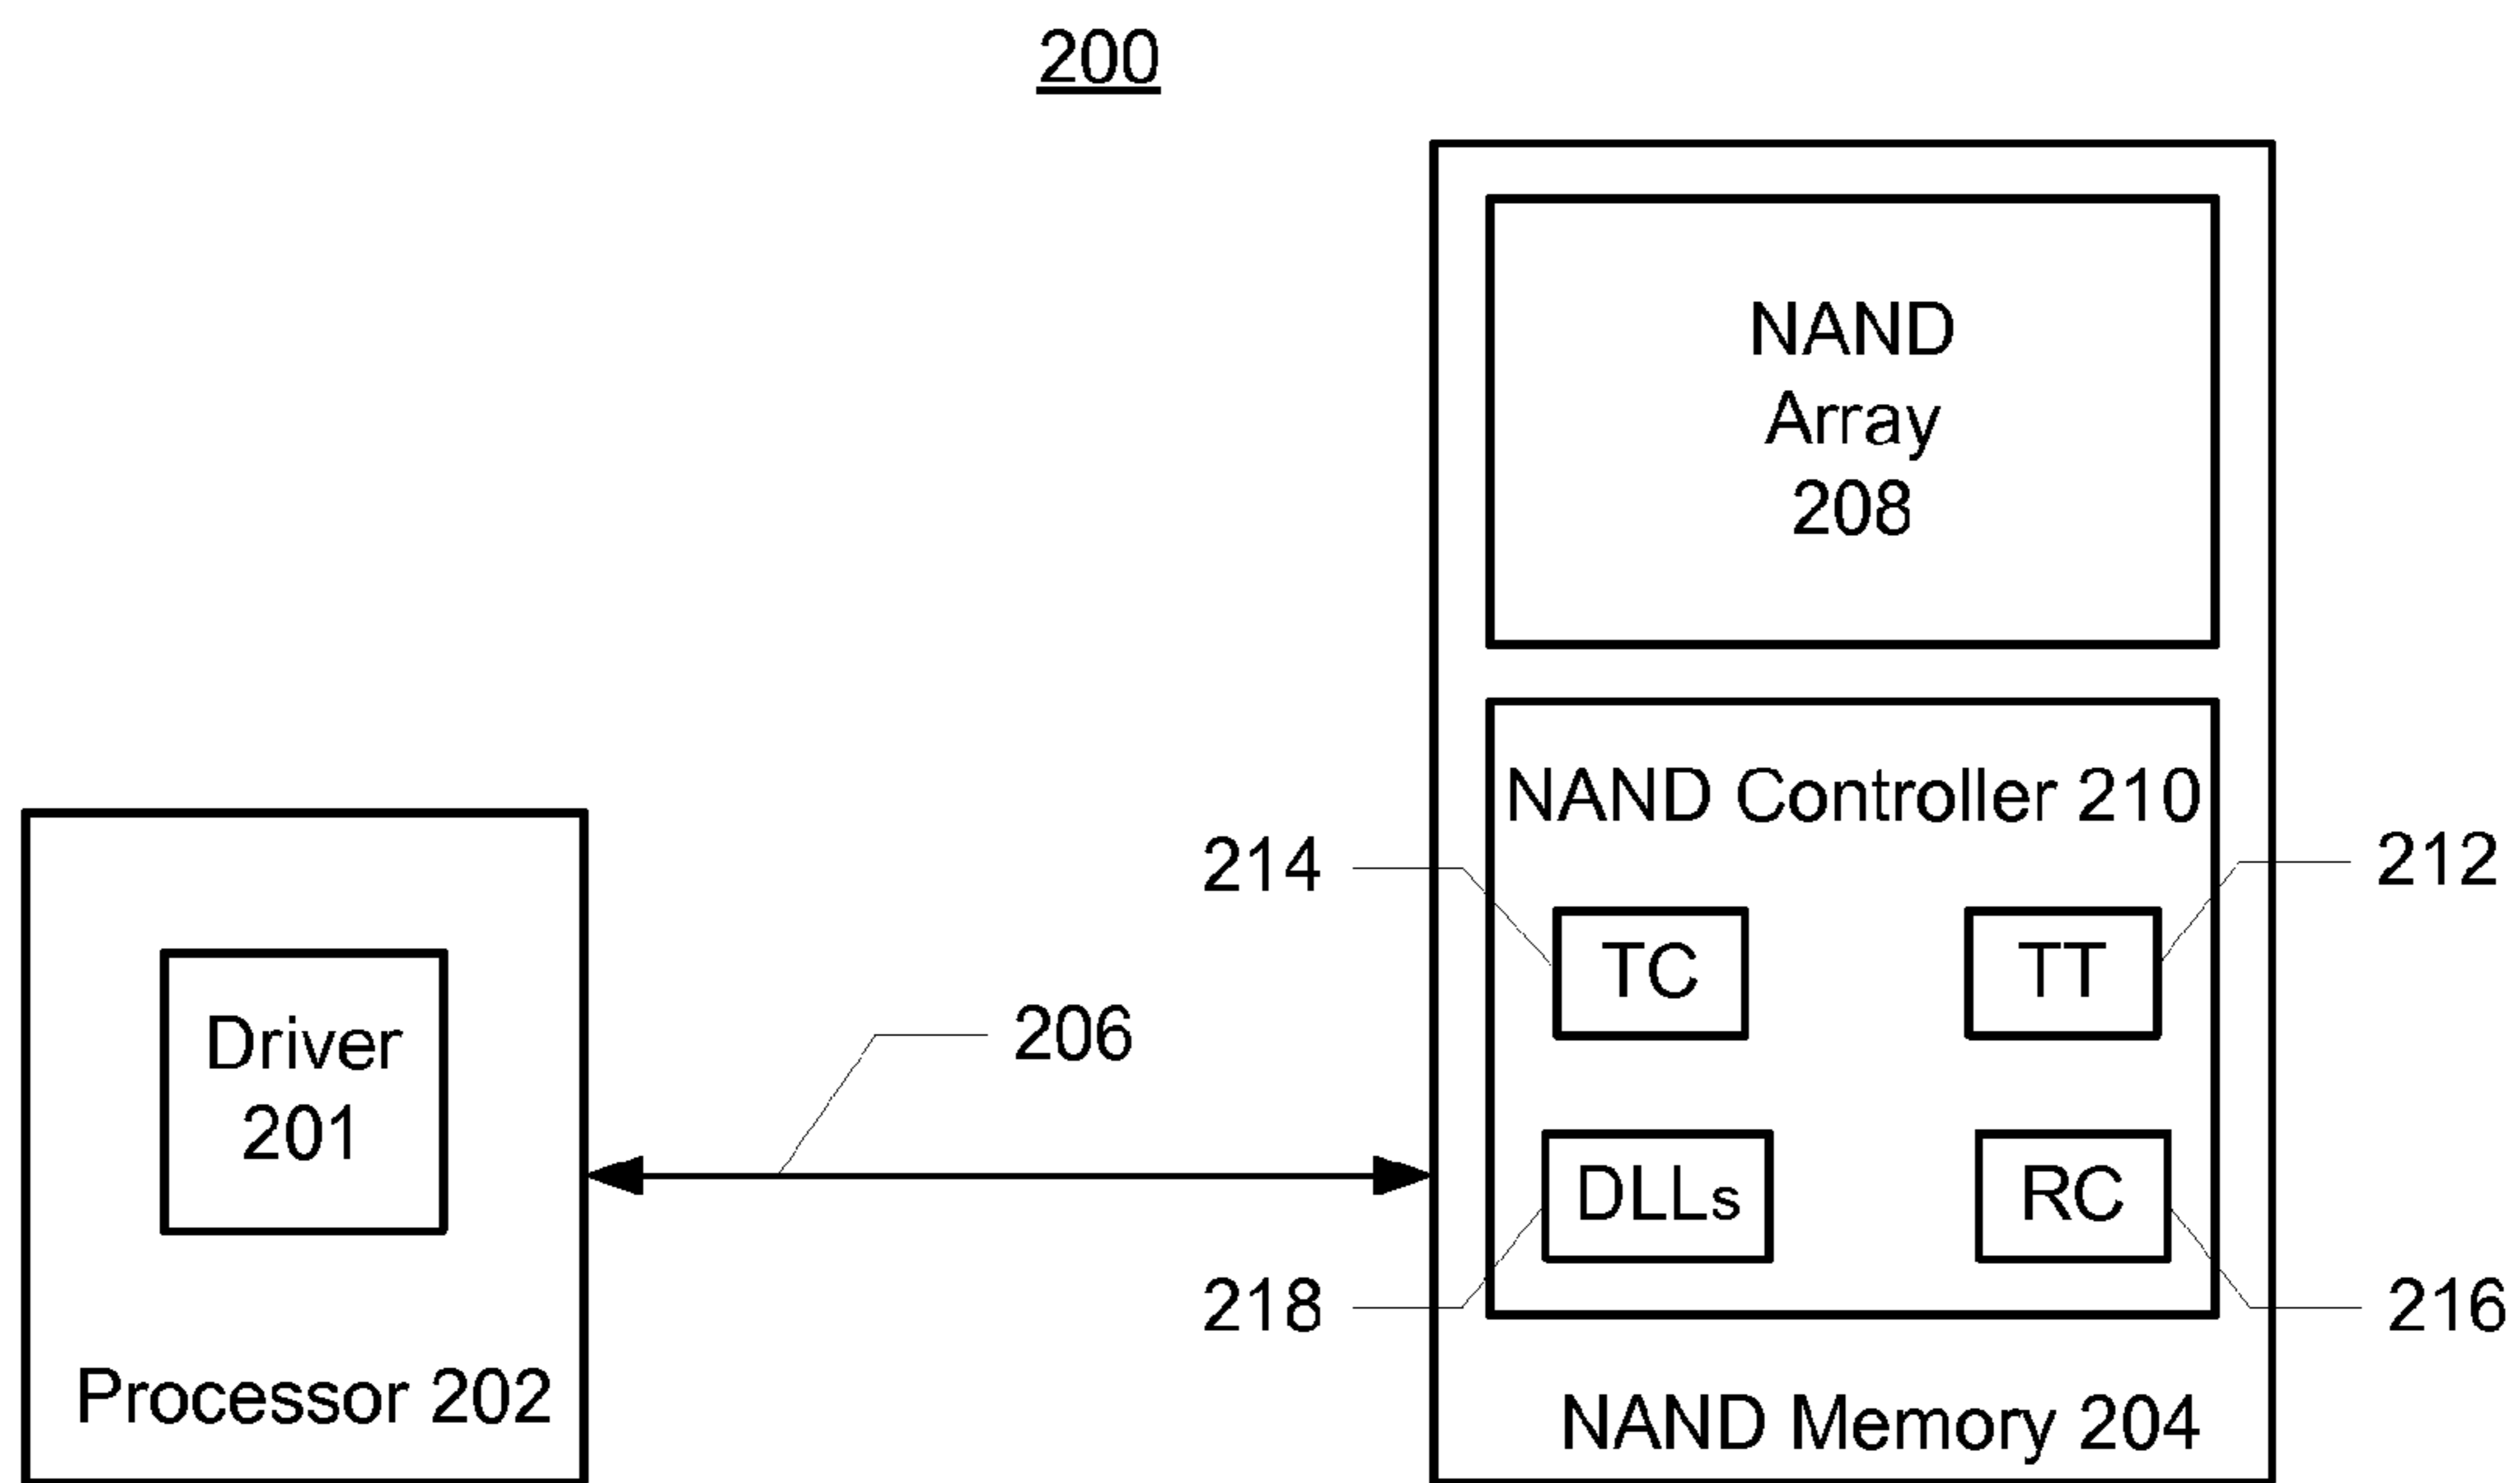 200
NAND
Array
208
NAND Controller 210
214
212
TC
TT
Driver
201
206
DLLs
RC
218
216
Processor 202
NAND Memory 204